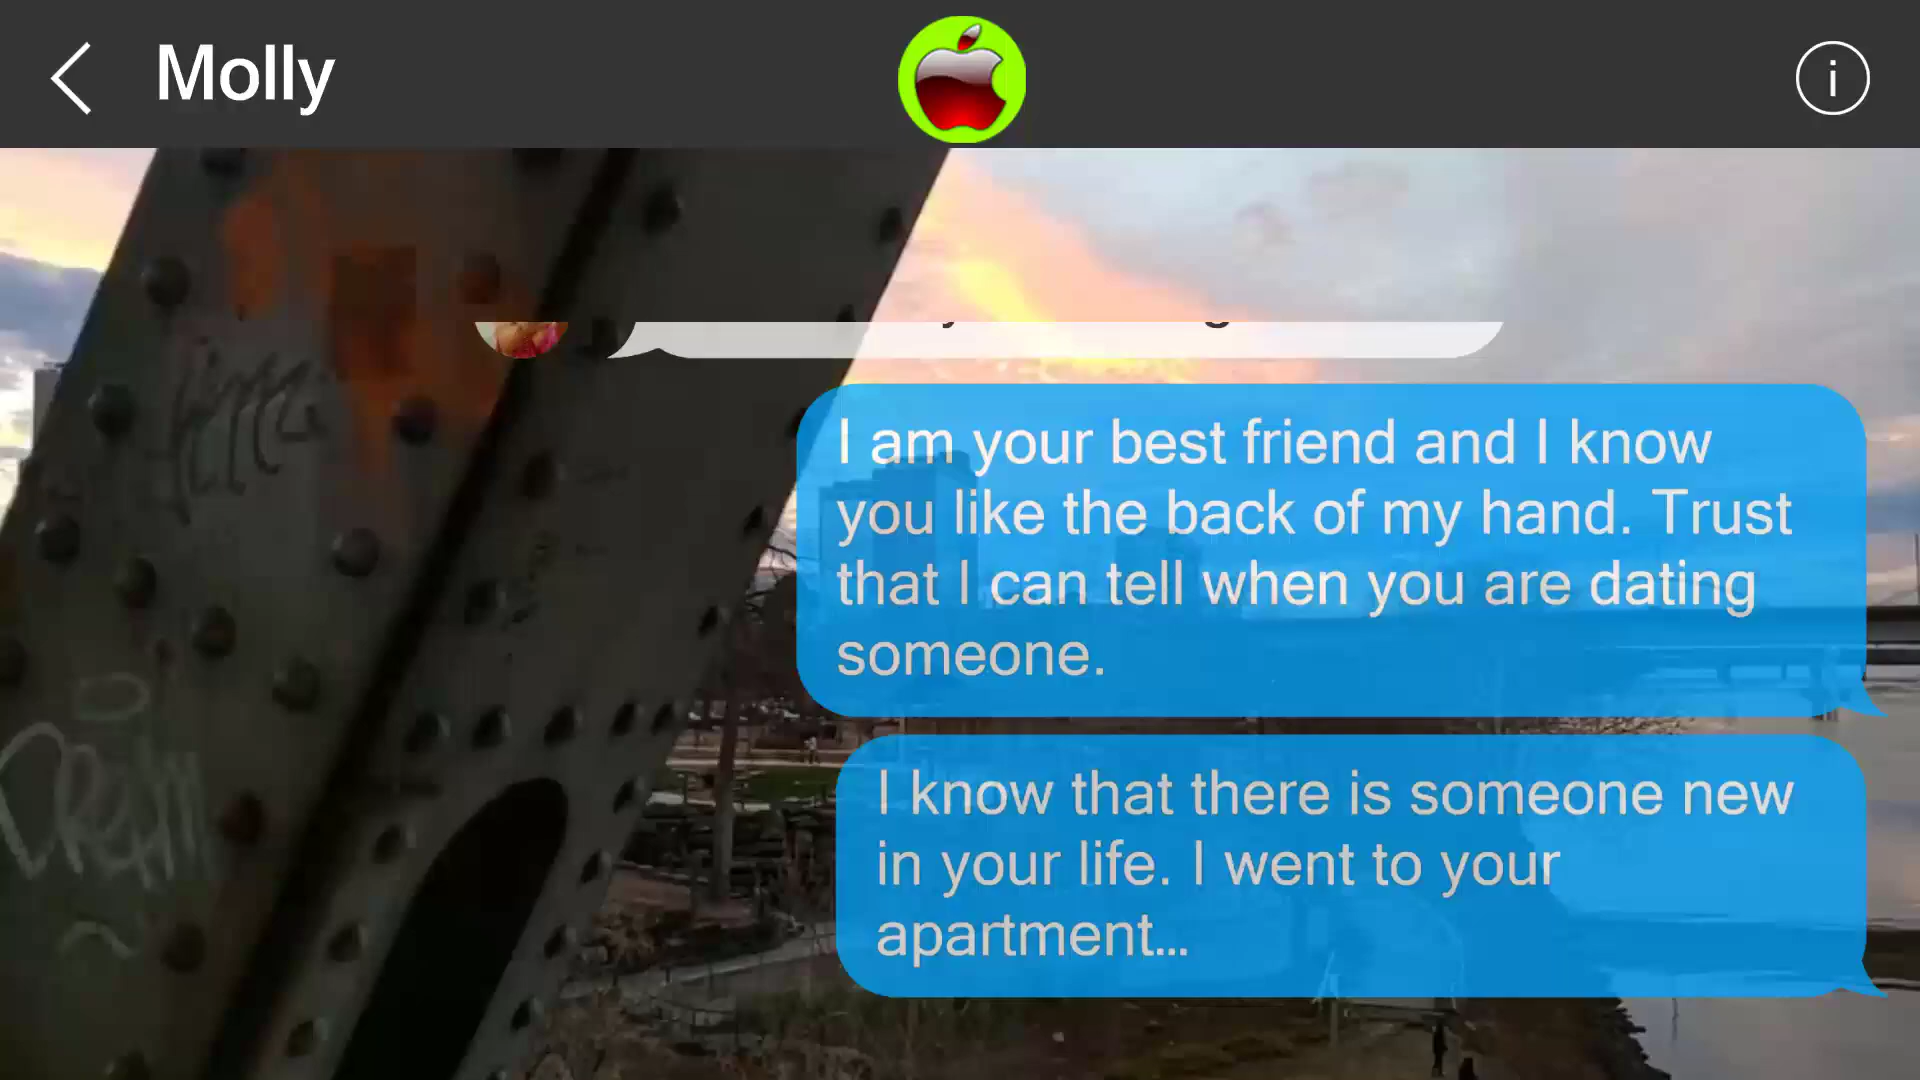 Molly
i
I am your best friend and I know
you like the back of my hand. Trust
that I can tell when you are dating
someone.
I know that there is someone new
in your life. I went to your
apartment...